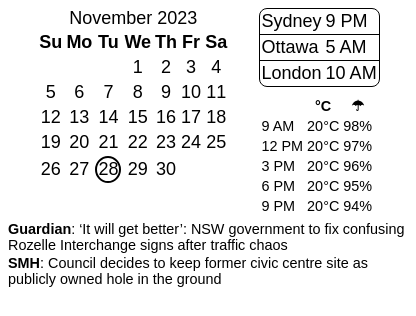 November 2023
Su Mo Tu We Th Fr Sa
1 2 3 4
5 6 7 8 9 10 11
12 13 14 15 16 17 18
19 20 21 22 23 24 25
26 27 28 29 30
Sydney 9 PM
Ottawa 5 AM
London 10 AM
°C ☂
9 AM 20°C 98%
12 PM 20°C 97%
3 PM 20°C 96%
6 PM 20°C 95%
9 PM 20°C 94%
Guardian: ‘It will get better’: NSW government to fix confusing
Rozelle Interchange signs after traffic chaos
SMH: Council decides to keep former civic centre site as
publicly owned hole in the ground